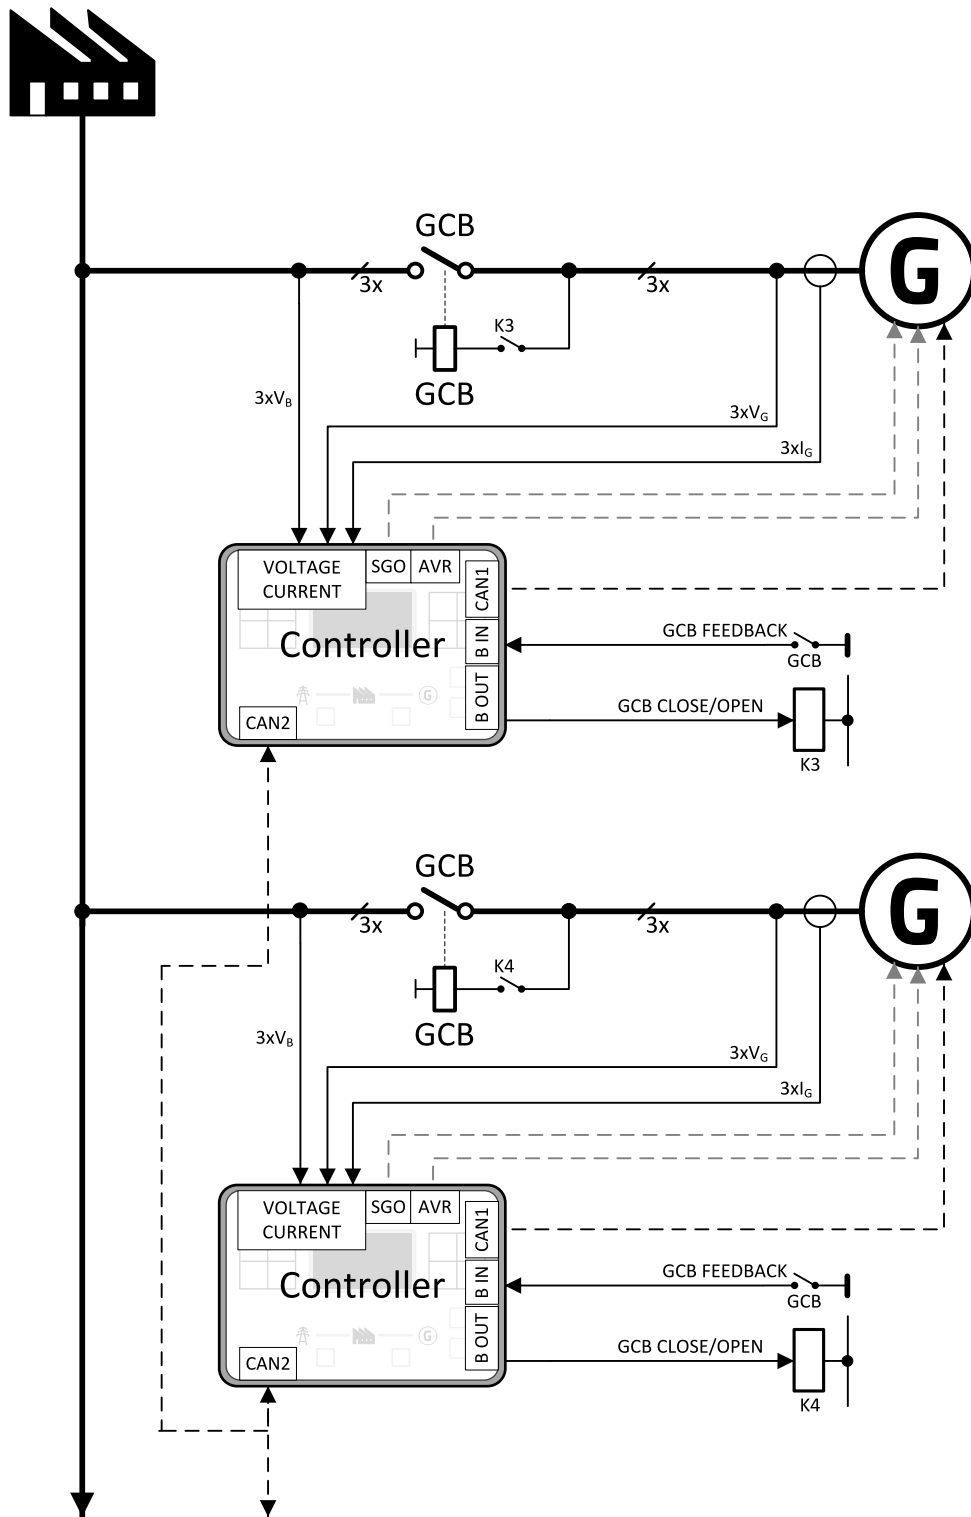 GCB
G
3x
3x
K3
GCB
3xVB
3xVG
3xIG
VOLTAGE
CURRENT
SGO
AVR
CAN1
GCB FEEDBACK
Controller
B IN
GCB
GCB CLOSE/OPEN
B OUT
G
CAN2
K3
GCB
G
3x
3x
K4
GCB
3xVB
3xVG
3xIG
VOLTAGE
CURRENT
SGO
AVR
CAN1
GCB FEEDBACK
Controller
B IN
GCB
GCB CLOSE/OPEN
B OUT
G
CAN2
K4